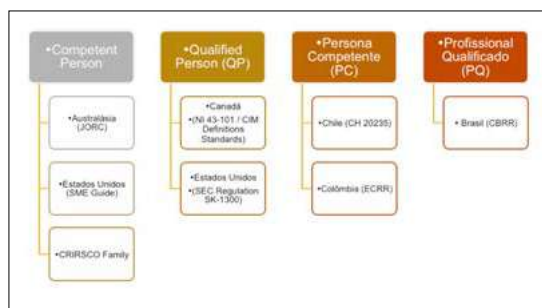 •Competent
Person
•Australásia
(JORC)
•Estados Unidos
(SME Guide)
•CRIRSCO Family
•Qualified
Person (QP)
•Canadá
•(NI 43-101 / CIM
Definitions
Standards)
•Estados Unidos
•(SEC Regulation
SK-1300)
•Persona
Competente
(PC)
•Chile (CH 20235)
•Colômbia (ECRR)
•Profissional
Qualificado
(PQ)
• Brasil (CBRR)